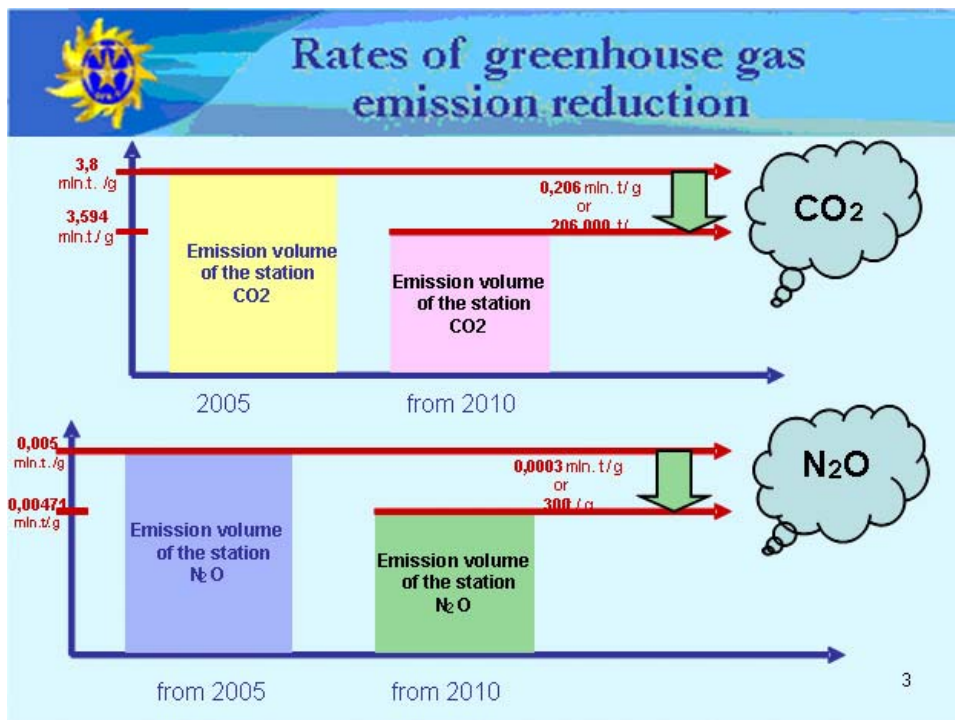 Rates of greenhouse gas
emission reduction
3,8
mln.t. /g
3,594
mln.t/ g
Emission volume
of the station
CO2
Emission volume
of the station
CO2
0,206 mln. t/ g
or
206 000 t/
CO2
2005
from 2010
0,005
mln.t. /g
0,00471
mln.t/g
Emission volume
of the station
N2O
Emission volume
of the station
N2O
0,0003 mln. t/g
or
300t/g
N2O
from 2005
from 2010
3